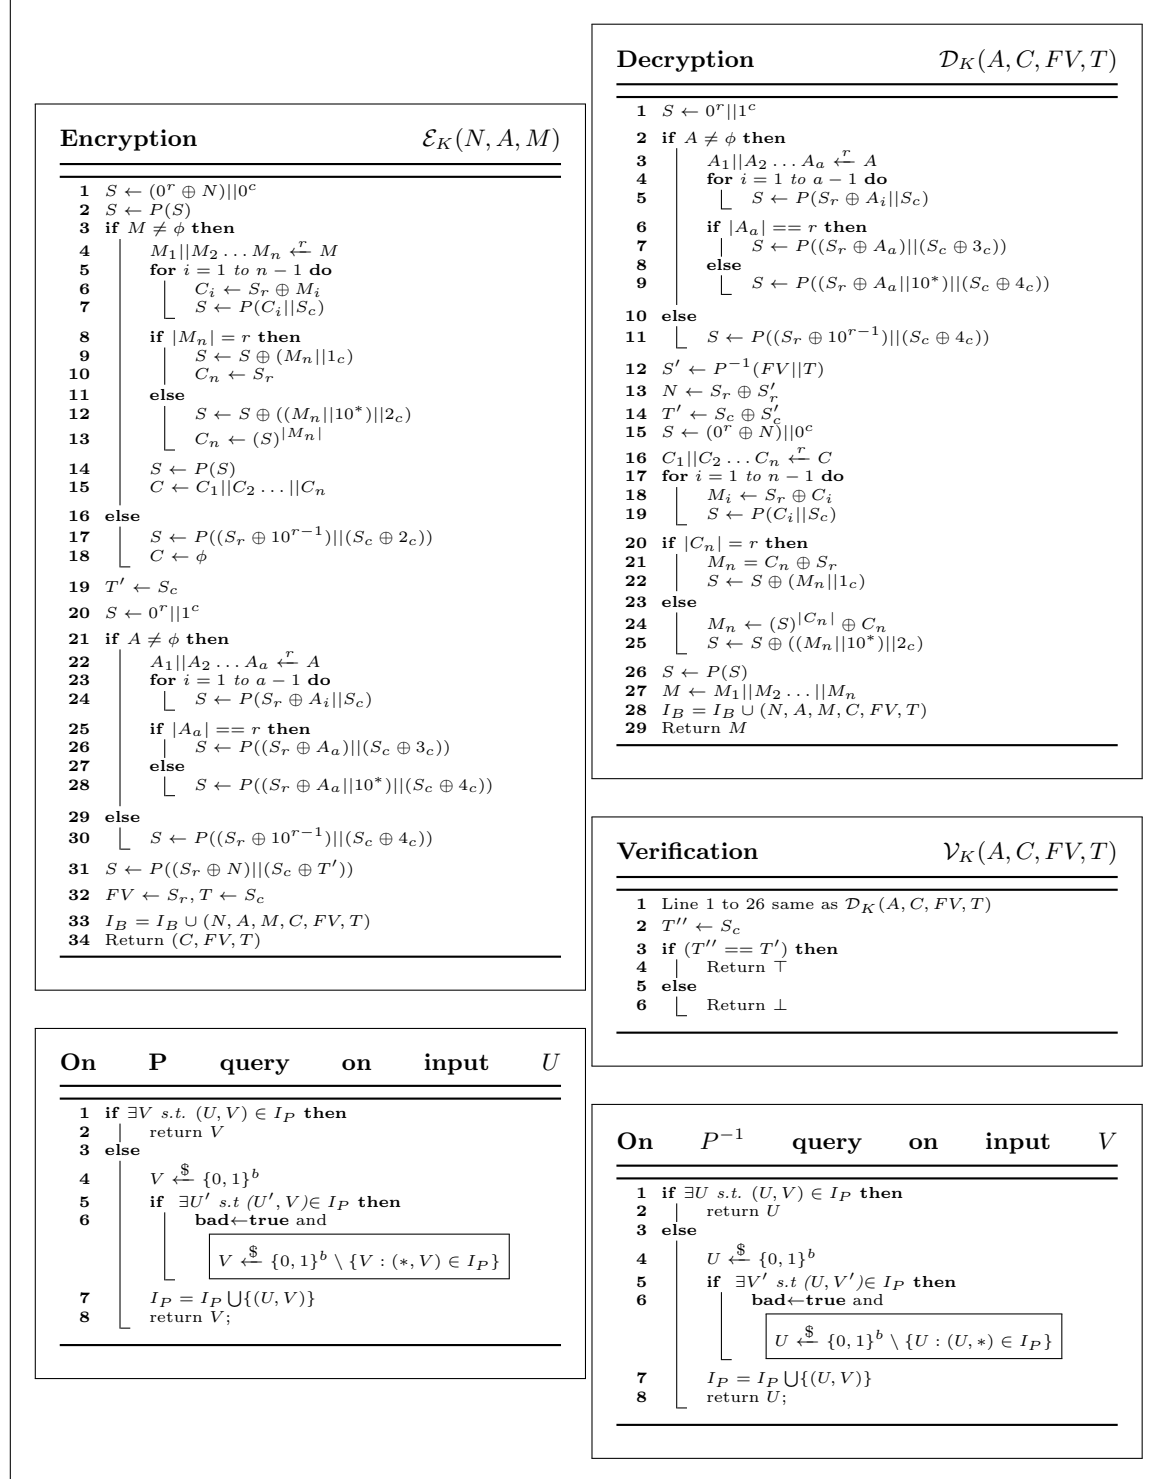 Encryption 𝓔_K(N, A, M)
1 S ← (0^r ⊕ N)||0^c
2 S ← P(S)
3 if M ≠ ϕ then
4 M_1||M_2 . . . M_n ←^r M
5 for i = 1 to n − 1 do
6 C_i ← S_r ⊕ M_i
7 S ← P(C_i||S_c)
8 if |M_n| = r then
9 S ← S ⊕ (M_n||1_c)
10 C_n ← S_r
11 else
12 S ← S ⊕ ((M_n||10^*)||2_c)
13 C_n ← (S)^{|M_n|}
14 S ← P(S)
15 C ← C_1||C_2 . . . ||C_n
16 else
17 S ← P((S_r ⊕ 10^{r−1})||(S_c ⊕ 2_c))
18 C ← ϕ
19 T′ ← S_c
20 S ← 0^r||1^c
21 if A ≠ ϕ then
22 A_1||A_2 . . . A_a ←^r A
23 for i = 1 to a − 1 do
24 S ← P(S_r ⊕ A_i||S_c)
25 if |A_a| == r then
26 S ← P((S_r ⊕ A_a)||(S_c ⊕ 3_c))
27 else
28 S ← P((S_r ⊕ A_a||10^*)||(S_c ⊕ 4_c))
29 else
30 S ← P((S_r ⊕ 10^{r−1})||(S_c ⊕ 4_c))
31 S ← P((S_r ⊕ N)||(S_c ⊕ T′))
32 FV ← S_r, T ← S_c
33 I_B = I_B ∪ (N, A, M, C, FV, T)
34 Return (C, FV, T)
On P query on input U
1 if ∃V s.t. (U, V) ∈ I_P then
2 return V
3 else
4 V ←^$ {0, 1}^b
5 if ∃U′ s.t (U′, V)∈ I_P then
6 bad←true and
V ←^$ {0, 1}^b \ {V : (∗, V) ∈ I_P}
7 I_P = I_P ⋃{(U, V)}
8 return V;
Decryption 𝓓_K(A, C, FV, T)
1 S ← 0^r||1^c
2 if A ≠ ϕ then
3 A_1||A_2 . . . A_a ←^r A
4 for i = 1 to a − 1 do
5 S ← P(S_r ⊕ A_i||S_c)
6 if |A_a| == r then
7 S ← P((S_r ⊕ A_a)||(S_c ⊕ 3_c))
8 else
9 S ← P((S_r ⊕ A_a||10^*)||(S_c ⊕ 4_c))
10 else
11 S ← P((S_r ⊕ 10^{r−1})||(S_c ⊕ 4_c))
12 S′ ← P^{−1}(FV||T)
13 N ← S_r ⊕ S′_r
14 T′ ← S_c ⊕ S′_c
15 S ← (0^r ⊕ N)||0^c
16 C_1||C_2 . . . C_n ←^r C
17 for i = 1 to n − 1 do
18 M_i ← S_r ⊕ C_i
19 S ← P(C_i||S_c)
20 if |C_n| = r then
21 M_n = C_n ⊕ S_r
22 S ← S ⊕ (M_n||1_c)
23 else
24 M_n ← (S)^{|C_n|} ⊕ C_n
25 S ← S ⊕ ((M_n||10^*)||2_c)
26 S ← P(S)
27 M ← M_1||M_2 . . . ||M_n
28 I_B = I_B ∪ (N, A, M, C, FV, T)
29 Return M
Verification 𝓥_K(A, C, FV, T)
1 Line 1 to 26 same as 𝓓_K(A, C, FV, T)
2 T″ ← S_c
3 if (T″ == T′) then
4 Return ⊤
5 else
6 Return ⊥
On P^{−1} query on input V
1 if ∃U s.t. (U, V) ∈ I_P then
2 return U
3 else
4 U ←^$ {0, 1}^b
5 if ∃V′ s.t (U, V′)∈ I_P then
6 bad←true and
U ←^$ {0, 1}^b \ {U : (U, ∗) ∈ I_P}
7 I_P = I_P ⋃{(U, V)}
8 return U;